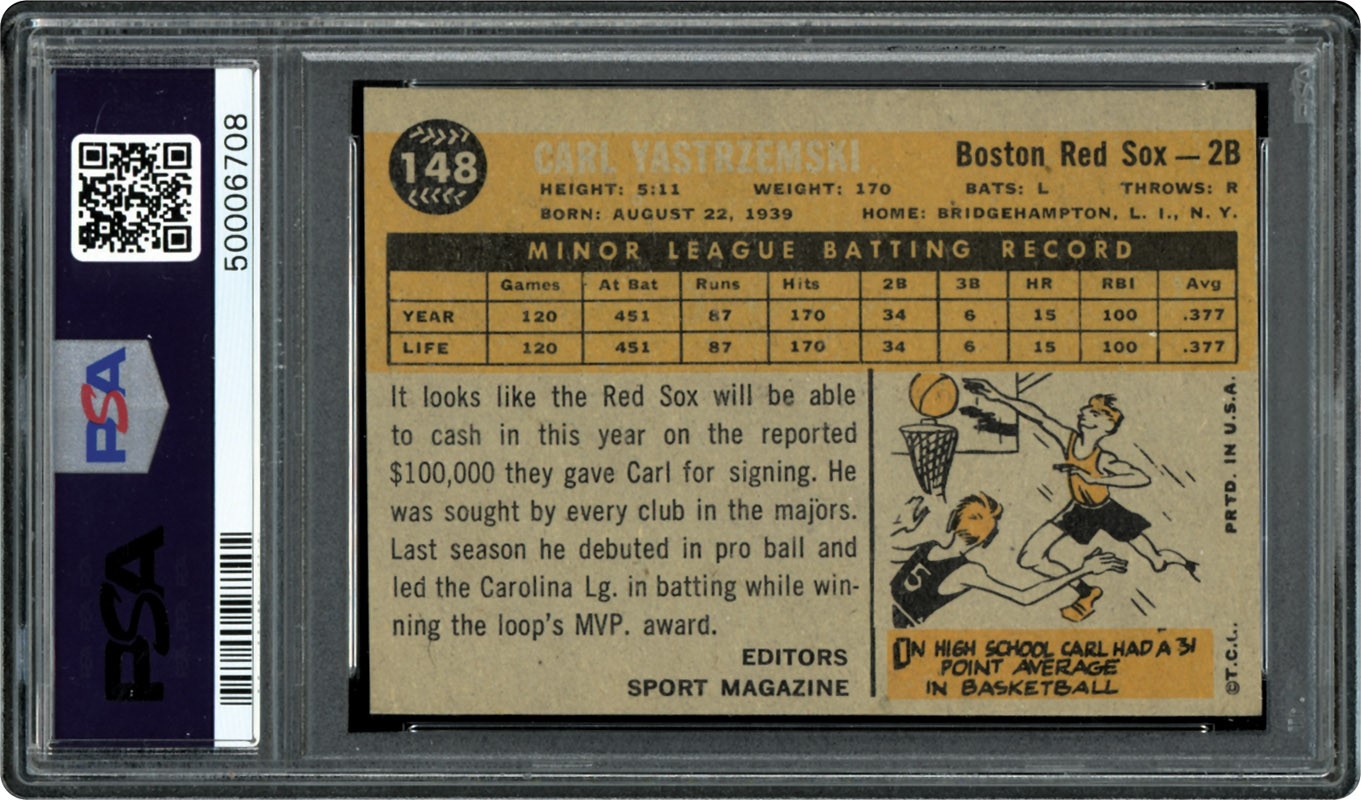 PSA
50006708
PSA
148
CARL YASTRZEMSKI
Boston Red Sox — 2B
HEIGHT: 5:11 WEIGHT: 170 BATS: L THROWS: R
BORN: AUGUST 22, 1939 HOME: BRIDGEHAMPTON, L. I., N. Y.
MINOR LEAGUE BATTING RECORD
Games At Bat Runs Hits 2B 3B HR RBI Avg
YEAR 120 451 87 170 34 6 15 100 .377
LIFE 120 451 87 170 34 6 15 100 .377
It looks like the Red Sox will be able
to cash in this year on the reported
$100,000 they gave Carl for signing. He
was sought by every club in the majors.
Last season he debuted in pro ball and
led the Carolina Lg. in batting while win-
ning the loop's MVP. award.
EDITORS
SPORT MAGAZINE
5
ON HIGH SCHOOL CARL HAD A 31
POINT AVERAGE
IN BASKETBALL
PRTD. IN U.S.A.
©T.C.G.